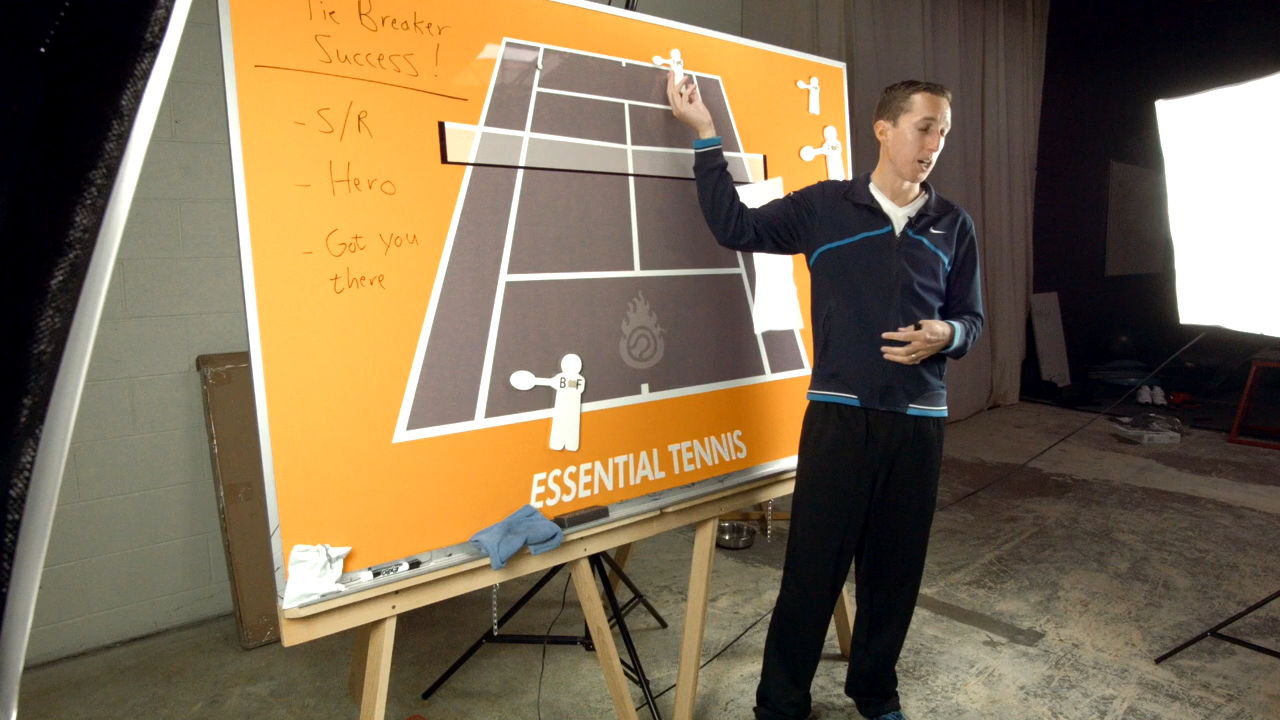 Tie Breaker
Success!
- S/R
- Hero
- Got you
there
B F
ESSENTIAL TENNIS